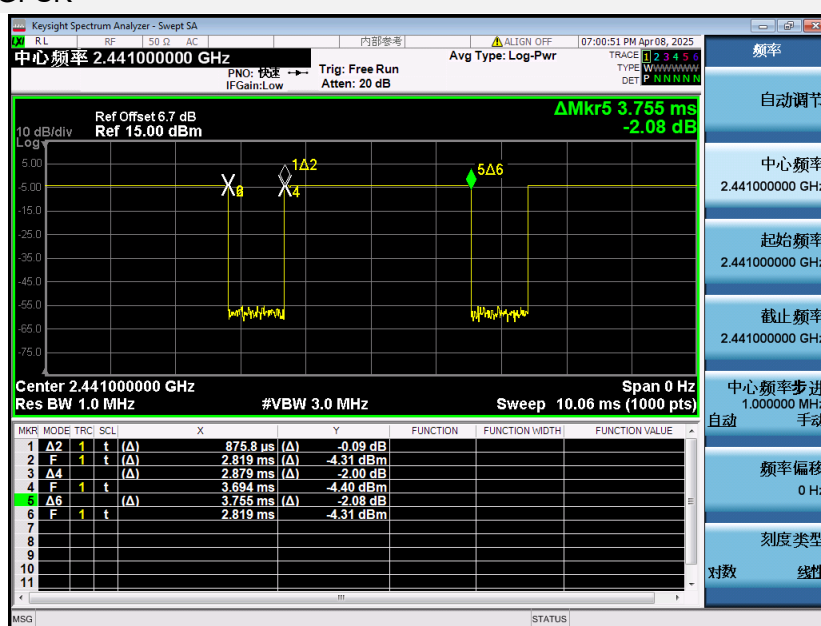 Keysight Spectrum Analyzer - Swept SA
LXI RL RF 50 Ω AC 内部参考 ALIGN OFF 07:00:51 PM Apr 08, 2025
中心频率 2.441000000 GHz
PNO: 快速
IFGain:Low
Trig: Free Run
Atten: 20 dB
Avg Type: Log-Pwr
TRACE 1 2 3 4 5 6
TYPE WWWWWW
DET P N N N N N
ΔMkr5 3.755 ms
-2.08 dB
Ref Offset 6.7 dB
10 dB/div Ref 15.00 dBm
Log
5.00
-5.00
-15.0
-25.0
-35.0
-45.0
-55.0
-65.0
-75.0
1Δ2
4
5Δ6
Center 2.441000000 GHz
Span 0 Hz
Res BW 1.0 MHz
#VBW 3.0 MHz
Sweep 10.06 ms (1000 pts)
MKR MODE TRC SCL X Y FUNCTION FUNCTION WIDTH FUNCTION VALUE
1 Δ2 1 t (Δ) 875.8 µs (Δ) -0.09 dB
2 F 1 t 2.819 ms -4.31 dBm
3 Δ4 (Δ) 2.879 ms (Δ) -2.00 dB
4 F 1 t 3.694 ms -4.40 dBm
5 Δ6 (Δ) 3.755 ms (Δ) -2.08 dB
6 F 1 t 2.819 ms -4.31 dBm
7
8
9
10
11
MSG
STATUS
频率
自动调节
中心频率
2.441000000 GHz
起始频率
2.441000000 GHz
截止频率
2.441000000 GHz
中心频率步进
1.000000 MHz
自动 手动
频率偏移
0 Hz
刻度类型
对数 线性